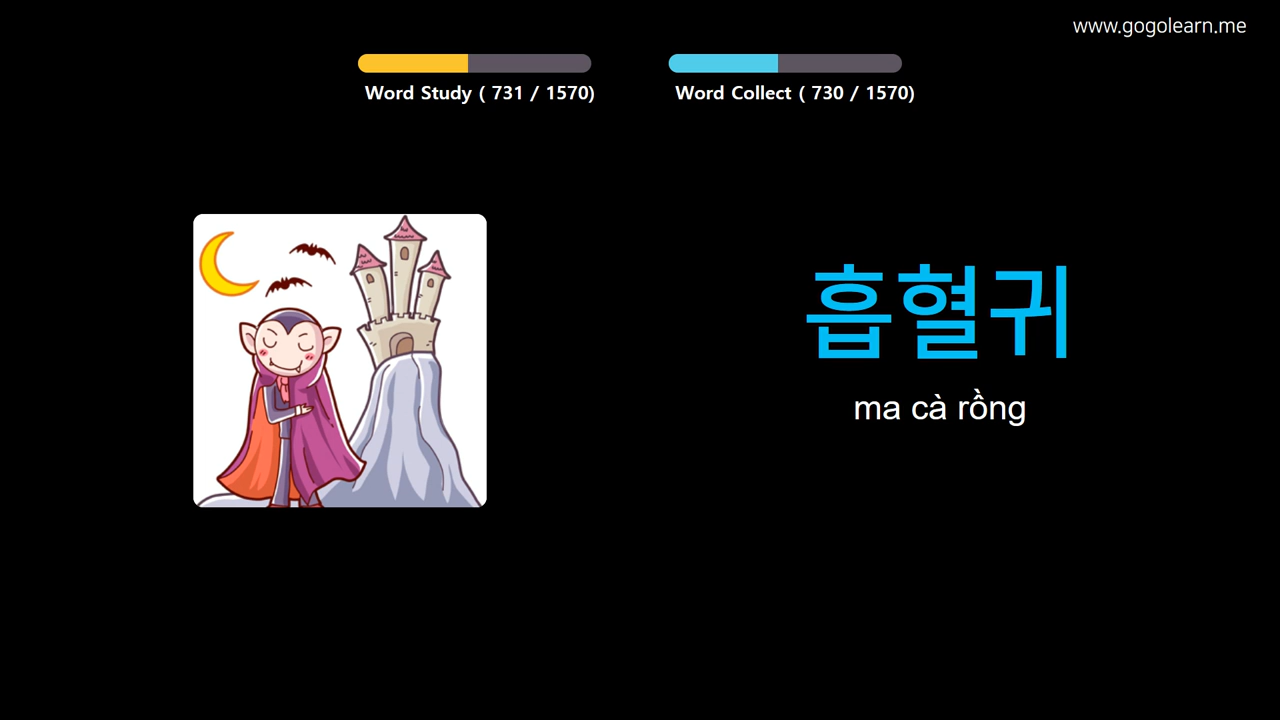 www.gogolearn.me
Word Study ( 731 / 1570)
Word Collect ( 730 / 1570)
흡혈귀
ma cà rồng